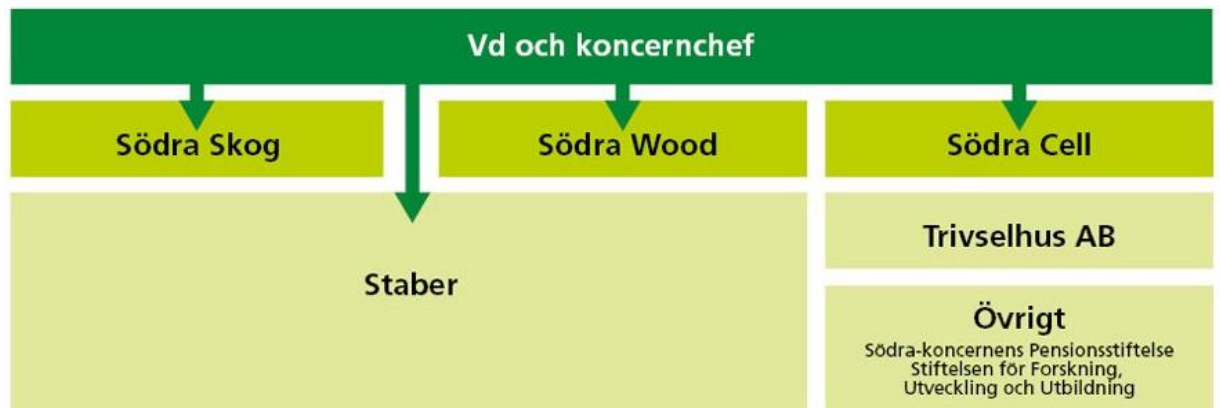 Vd och koncernchef
Södra Skog
Södra Wood
Södra Cell
Staber
Trivselhus AB
Övrigt
Södra-koncernens Pensionsstiftelse
Stiftelsen för Forskning,
Utveckling och Utbildning